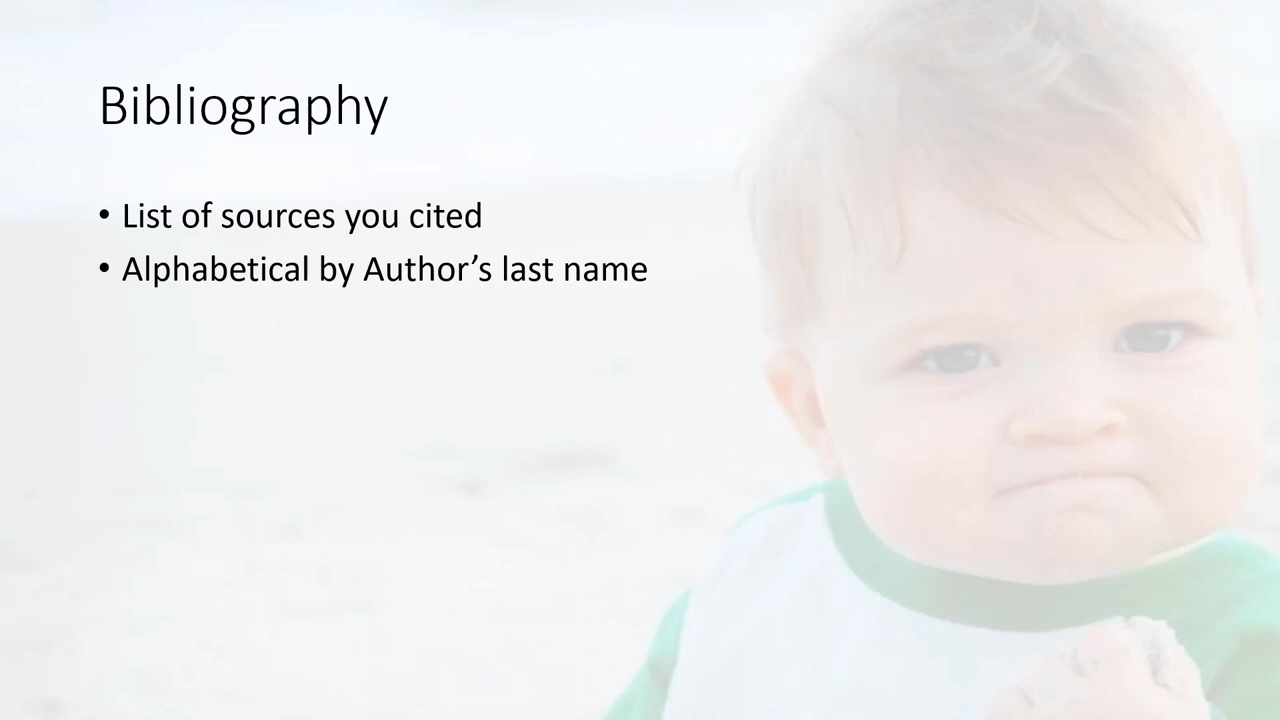 Bibliography
• List of sources you cited
• Alphabetical by Author’s last name